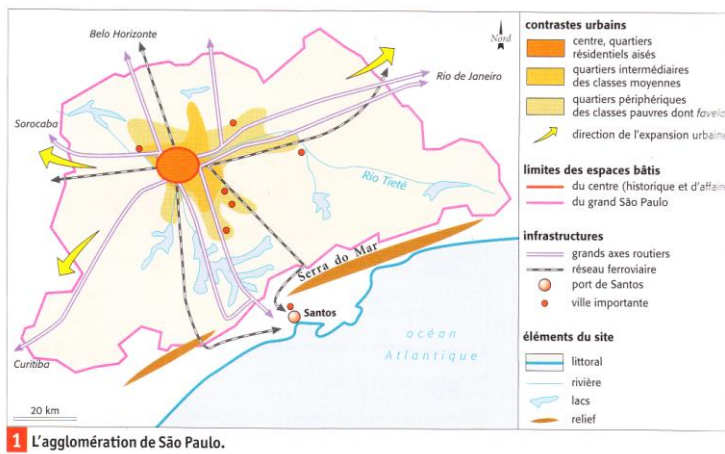 Belo Horizonte
Nord
Rio de Janeiro
Sorocaba
Rio Tieté
Serra do Mar
Santos
océan
Atlantique
Curitiba
20 km
contrastes urbains
centre, quartiers
résidentiels aisés
quartiers intermédiaires
des classes moyennes
quartiers périphériques
des classes pauvres dont favela
direction de l'expansion urbaine
limites des espaces bâtis
du centre (historique et d'affaire
du grand São Paulo
infrastructures
grands axes routiers
réseau ferroviaire
port de Santos
ville importante
éléments du site
littoral
rivière
lacs
relief
1 L'agglomération de São Paulo.